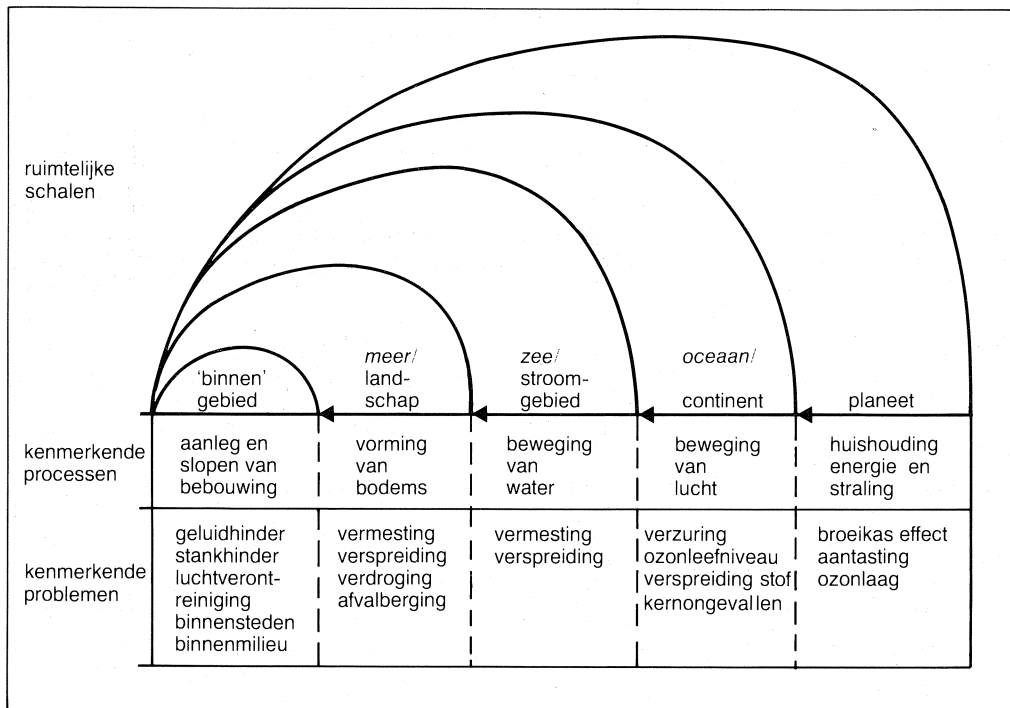 ruimtelijke
schalen
'binnen'
gebied
meer/
land-
schap
zee/
stroom-
gebied
oceaan/
continent
planeet
kenmerkende
processen
aanleg en
slopen van
bebouwing
vorming
van
bodems
beweging
van
water
beweging
van
lucht
huishouding
energie en
straling
kenmerkende
problemen
geluidhinder
stankhinder
luchtveront-
reiniging
binnensteden
binnenmilieu
vermesting
verspreiding
verdroging
afvalberging
vermesting
verspreiding
verzuring
ozonleefniveau
verspreiding stof
kernongevallen
broeikas effect
aantasting
ozonlaag